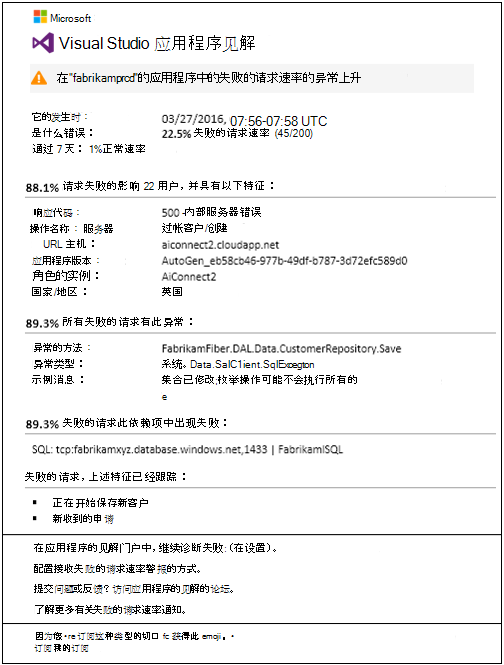 Microsoft
Visual Studio 应用程序见解
在"fabrikamprcd"的应用程序中的失败的请求速率的异常上升
它的发生时： 03/27/2016, 07:56-07:58 UTC
是什么错误： 22.5% 失败的请求速率 (45/200)
通过 7 天： 1%正常速率
88.1% 请求失败的影响 22 用户，并具有以下特征：
响应代码： 500 -内部服务器错误
操作名称： 服务器 过帐客户/创建
URL 主机： aiconnect2.cloudapp.net
应用程序版本： AutoGen_eb58cb46-977b-49df-b787-3d72efc589d0
角色的实例： AiConnect2
国家/地区： 英国
89.3% 所有失败的请求有此异常：
异常的方法： FabrikamFiber.DAL.Data.CustomerRepository.Save
异常类型： 系统。Data.SalC1ient.SqlExcegton
示例消息： 集合已修改;枚举操作可能不会执行所有的
e
89.3% 失败的请求此依赖项中出现失败：
SQL: tcp:fabrikamxyz.database.windows.net,1433 | FabrikamlSQL
失败的请求，上述特征已经跟踪：
▪ 正在开始保存新客户
▪ 新收到的申请
在应用程序的见解门户中，继续诊断失败:（在设置）。
配置接收失败的请求速率警报的方式。
提交问题或反馈？访问应用程序的见解的论坛。
了解更多有关失败的请求速率通知。
因为您·re 订阅这种类型的切口 fc 获得此 emoji。·
订阅我的订阅